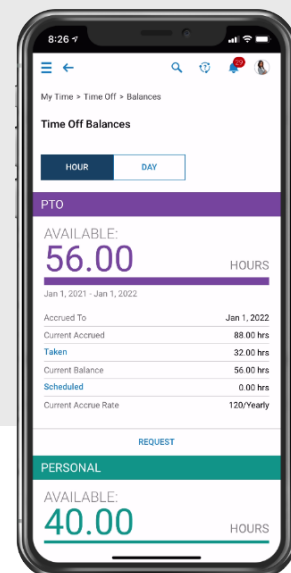 8:26
29
My Time > Time Off > Balances
Time Off Balances
HOUR DAY
PTO
AVAILABLE:
56.00 HOURS
Jan 1, 2021 - Jan 1, 2022
Accrued To Jan 1, 2022
Current Accrued 88.00 hrs
Taken 32.00 hrs
Current Balance 56.00 hrs
Scheduled 0.00 hrs
Current Accrue Rate 120/Yearly
REQUEST
PERSONAL
AVAILABLE:
40.00 HOURS